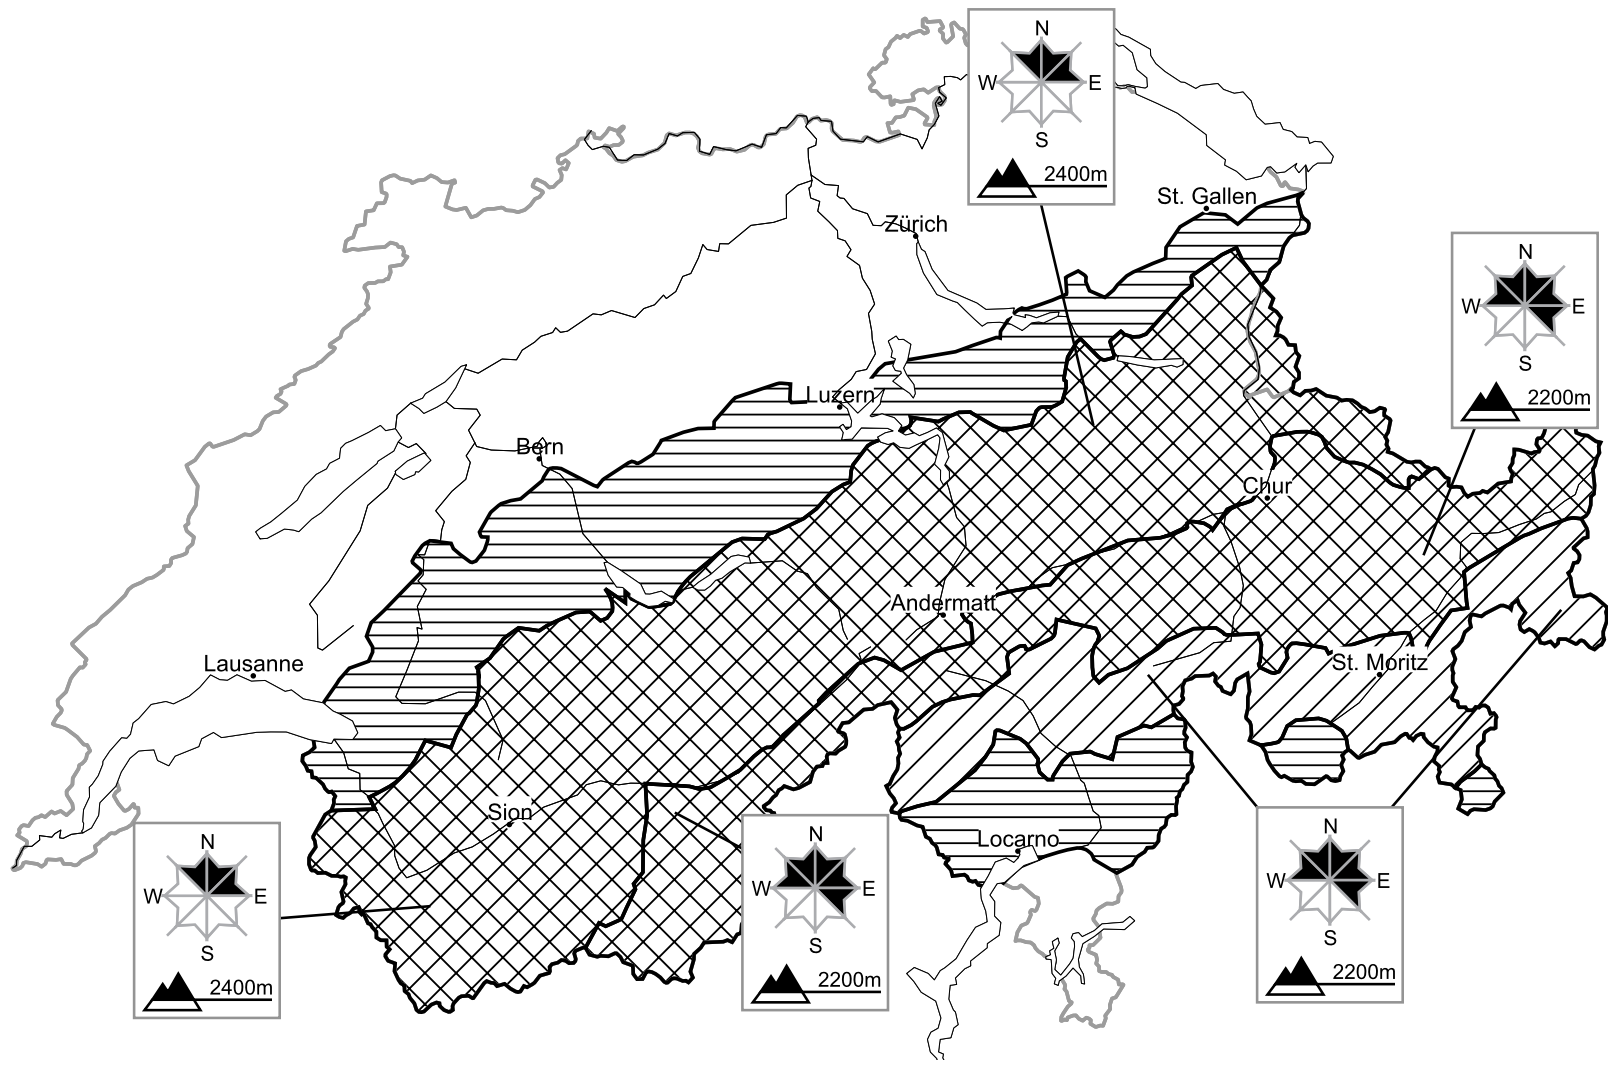 N
W E
S
2400m
St. Gallen
Zürich
N
W E
S
2200m
Luzern
Bern
Chur
Andermatt
Lausanne
St. Moritz
Sion
Locarno
N
W E
S
2400m
N
W E
S
2200m
N
W E
S
2200m